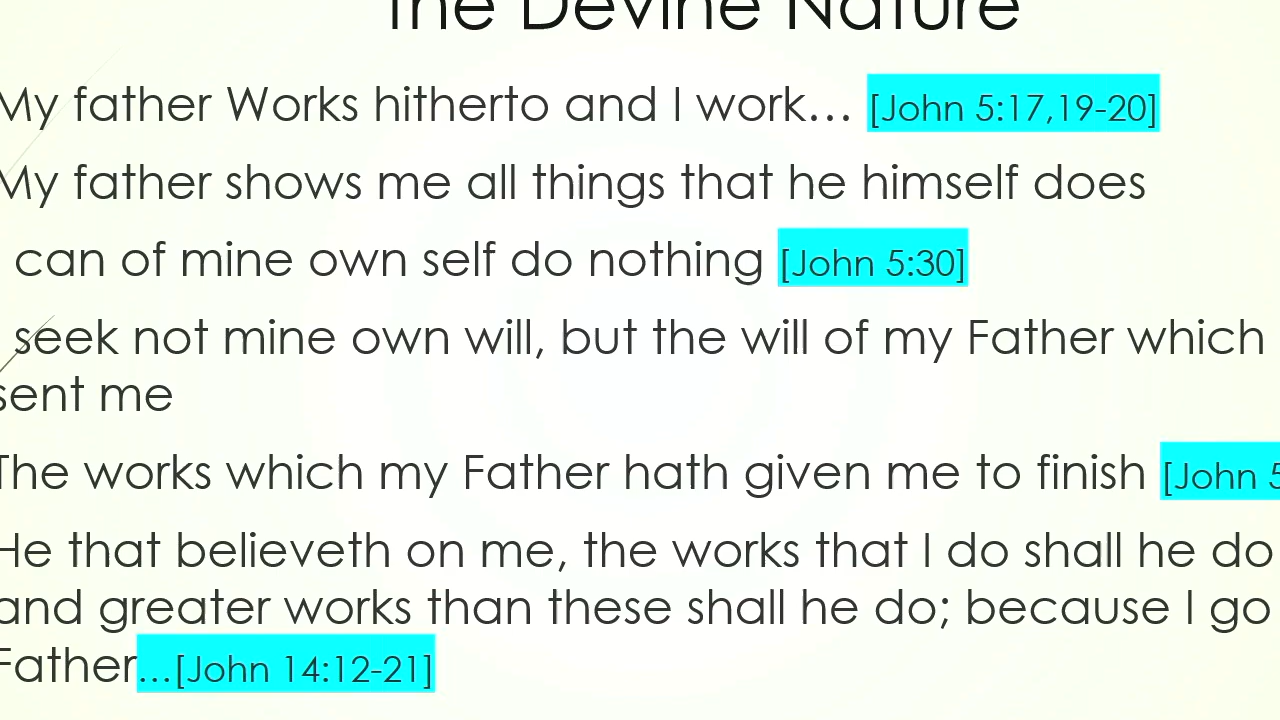 the Devine Nature
My father Works hitherto and I work... [John 5:17,19-20]
My father shows me all things that he himself does
can of mine own self do nothing [John 5:30]
seek not mine own will, but the will of my Father which
sent me
The works which my Father hath given me to finish [John 5
He that believeth on me, the works that I do shall he do
and greater works than these shall he do; because I go
Father...[John 14:12-21]